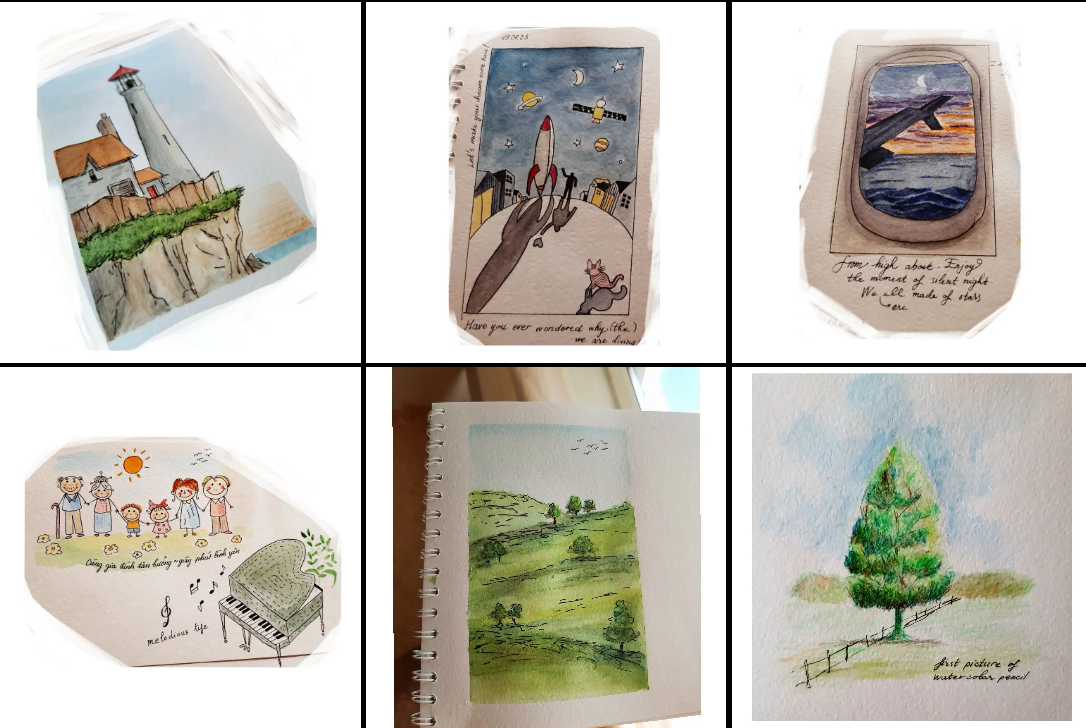 Let's make your dream come true!
Have you ever wondered why (the)
we are living
from high above. Enjoy
the moment of silent night.
We all made of stars
are
Cùng gia đình tận hưởng ~ giây phút bình yên
melodious life
first picture of
watercolor pencil